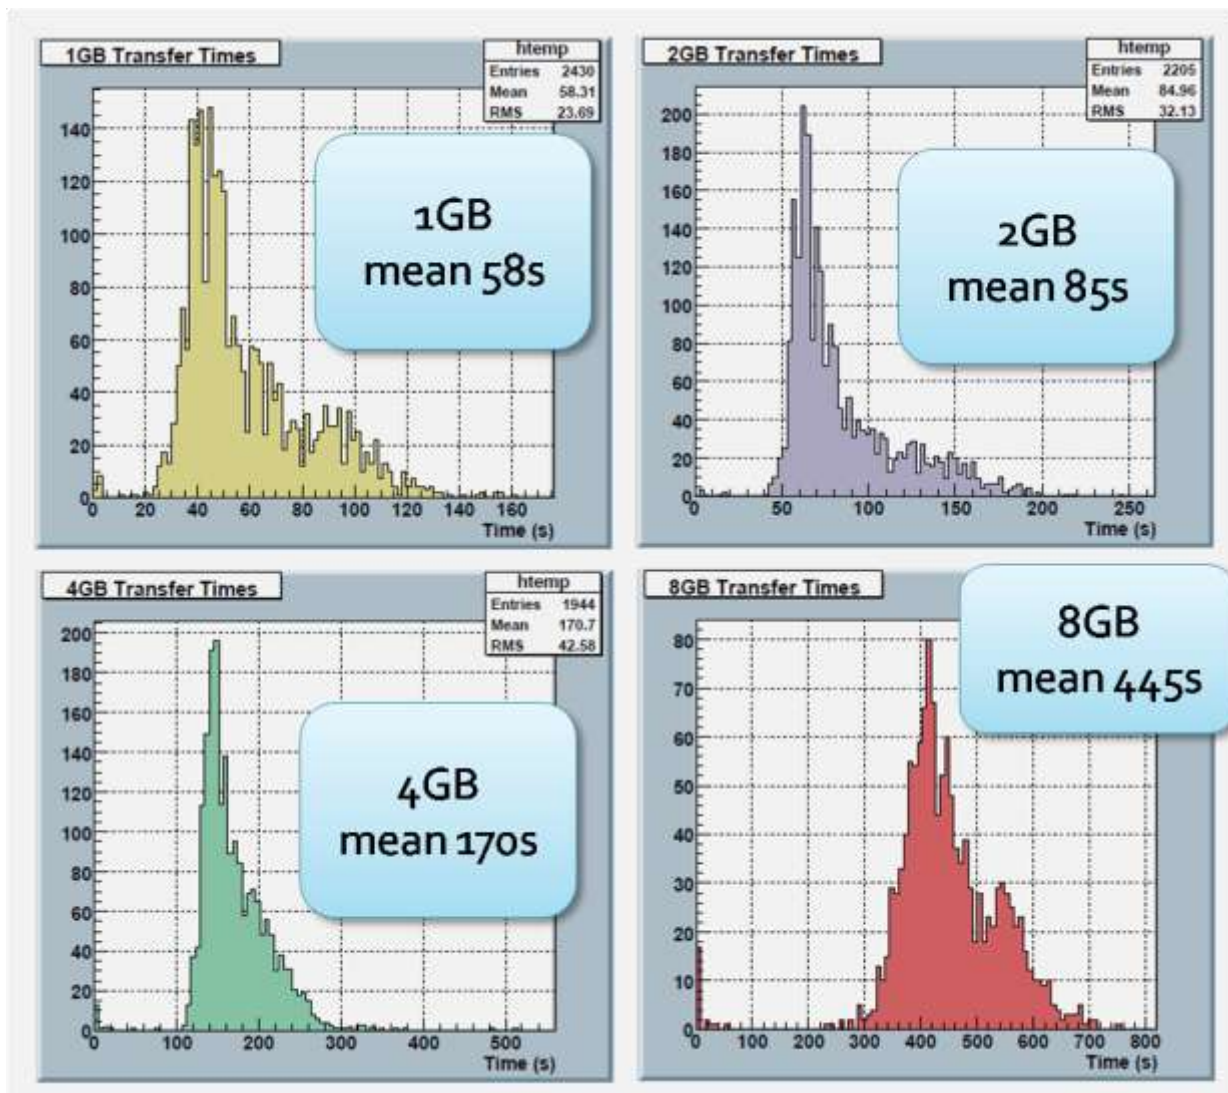 1GB Transfer Times
htemp
Entries 2430
Mean 58.31
RMS 23.69
140
120
100
80
60
40
20
0
0 20 40 60 80 100 120 140 160
Time (s)
1GB
mean 58s
2GB Transfer Times
htemp
Entries 2205
Mean 84.96
RMS 32.13
200
180
160
140
120
100
80
60
40
20
0
0 50 100 150 200 250
Time (s)
2GB
mean 85s
4GB Transfer Times
htemp
Entries 1944
Mean 170.7
RMS 42.58
200
180
160
140
120
100
80
60
40
20
0
0 100 200 300 400 500
Time (s)
4GB
mean 170s
8GB Transfer Times
80
70
60
50
40
30
20
10
0
0 100 200 300 400 500 600 700 800
Time (s)
8GB
mean 445s